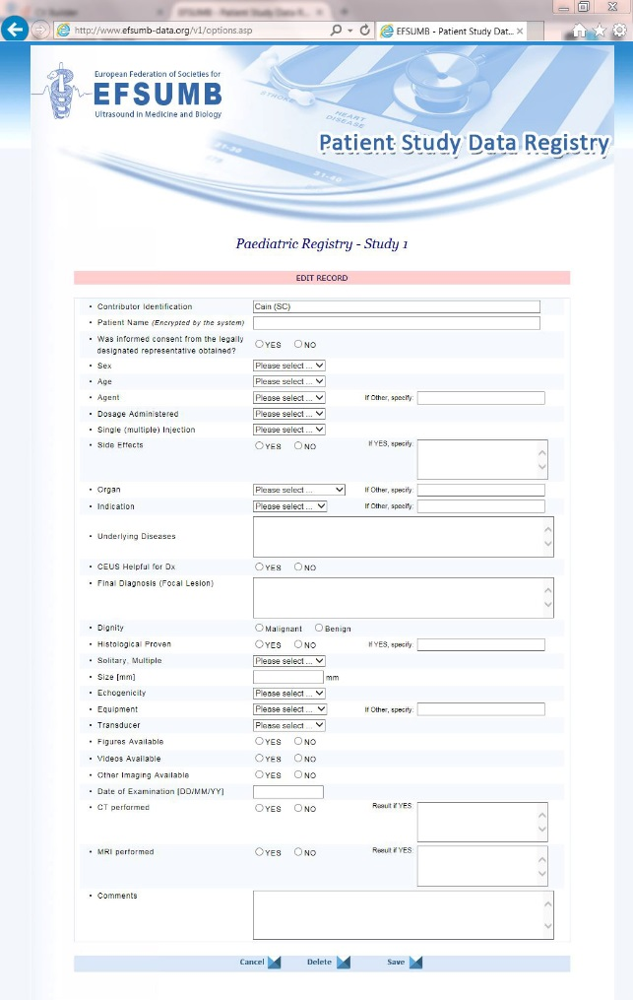 http://www.efsumb-data.org/v1/options.asp
EFSUMB - Patient Study Dat...
European Federation of Societies for
EFSUMB
Ultrasound in Medicine and Biology
STROKE
HEART
DISEASE
Patient Study Data Registry
Paediatric Registry - Study 1
EDIT RECORD
• Contributor Identification Cain (SC)
• Patient Name (Encrypted by the system)
• Was informed consent from the legally
designated representative obtained? YES NO
• Sex Please select ...
• Age Please select ...
• Agent Please select ... If Other, specify:
• Dosage Administered Please select ...
• Single (multiple) Injection Please select ...
• Side Effects YES NO If YES, specify:
• Organ Please select ... If Other, specify:
• Indication Please select ... If Other, specify:
• Underlying Diseases
• CEUS Helpful for Dx YES NO
• Final Diagnosis (Focal Lesion)
• Dignity Malignant Benign
• Histological Proven YES NO If YES, specify:
• Solitary, Multiple Please select ...
• Size [mm] mm
• Echogenicity Please select ...
• Equipment Please select ... If Other, specify:
• Transducer Please select ...
• Figures Available YES NO
• Videos Available YES NO
• Other Imaging Available YES NO
• Date of Examination [DD/MM/YY]
• CT performed YES NO Result if YES:
• MRI performed YES NO Result if YES:
• Comments
Cancel Delete Save